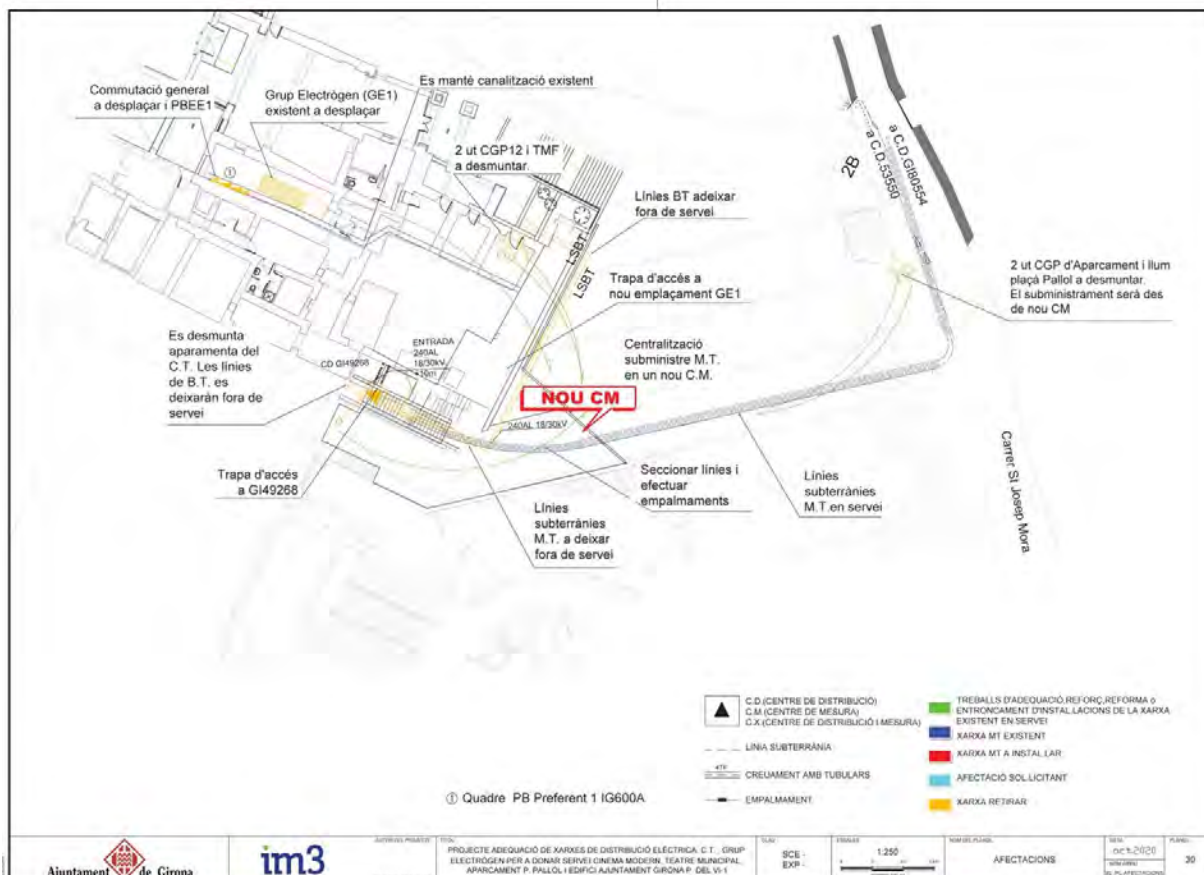 Es manté canalització existent
Commutació general
a desplaçar i PBEE1
Grup Electrògen (GE1)
existent a desplaçar
①
2 ut CGP12 i TMF
a desmuntar.
Línies BT adeixar
fora de servei
LSBT
LSBT
Trapa d'accés a
nou emplaçament GE1
2B
a C.D.53550
a C.D.GI80554
2 ut CGP d'Aparcament i llum
plaçà Pallol a desmuntar.
El subministrament serà des
de nou CM
Es desmunta
aparamenta del
C.T. Les línies
de B.T. es
deixaràn fora de
servei
CD GI49268
ENTRADA
240AL
18/30kV
Centralització
subministre M.T.
en un nou C.M.
NOU CM
240AL 18/30kV
Trapa d'accés
a GI49268
Línies
subterrànies
M.T. a deixar
fora de servei
Seccionar línies i
efectuar
empalmaments
Línies
subterrànies
M.T.en servei
Carrer St Josep Mora
C.D.(CENTRE DE DISTRIBUCIÓ)
C.M.(CENTRE DE MESURA)
C.X.(CENTRE DE DISTRIBUCIÓ I MESURA)
LINIA SUBTERRÀNIA
CREUAMENT AMB TUBULARS
EMPALMAMENT
TREBALLS D'ADEQUACIÓ,REFORÇ,REFORMA o
ENTRONCAMENT D'INSTAL.LACIONS DE LA XARXA
EXISTENT EN SERVEI
XARXA MT EXISTENT
XARXA MT A INSTAL.LAR
AFECTACIÓ SOL.LICITANT
XARXA RETIRAR
① Quadre PB Preferent 1 IG600A
Ajuntament de Girona
im3
PROJECTE ADEQUACIÓ DE XARXES DE DISTRIBUCIÓ ELÈCTRICA, C.T., GRUP
ELECTRÒGEN PER A DONAR SERVEI CINEMA MODERN, TEATRE MUNICIPAL,
APARCAMENT P. PALLOL I EDIFICI AJUNTAMENT GIRONA P. DEL VI-1
SCE -
EXP -
1:250
AFECTACIONS
oct-2020
30